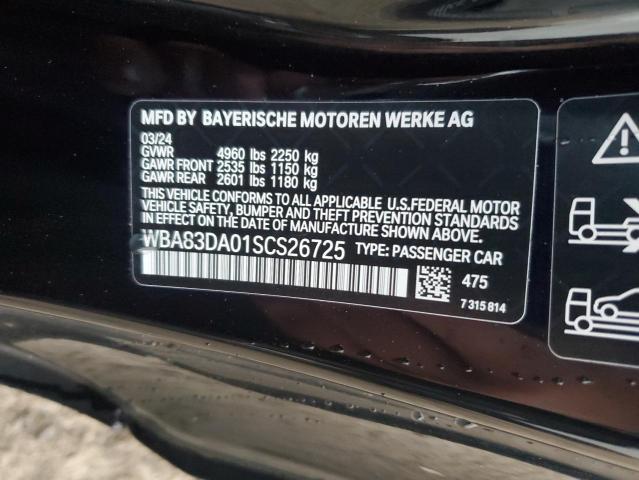 MFD BY BAYERISCHE MOTOREN WERKE AG
03/24
GVWR 4960 lbs 2250 kg
GAWR FRONT 2535 lbs 1150 kg
GAWR REAR 2601 lbs 1180 kg
THIS VEHICLE CONFORMS TO ALL APPLICABLE U.S.FEDERAL MOTOR
VEHICLE SAFETY, BUMPER AND THEFT PREVENTION STANDARDS
IN EFFECT ON THE DATE OF MANUFACTURE SHOWN ABOVE.
WBA83DA01SCS26725 TYPE: PASSENGER CAR
475
7 315 814